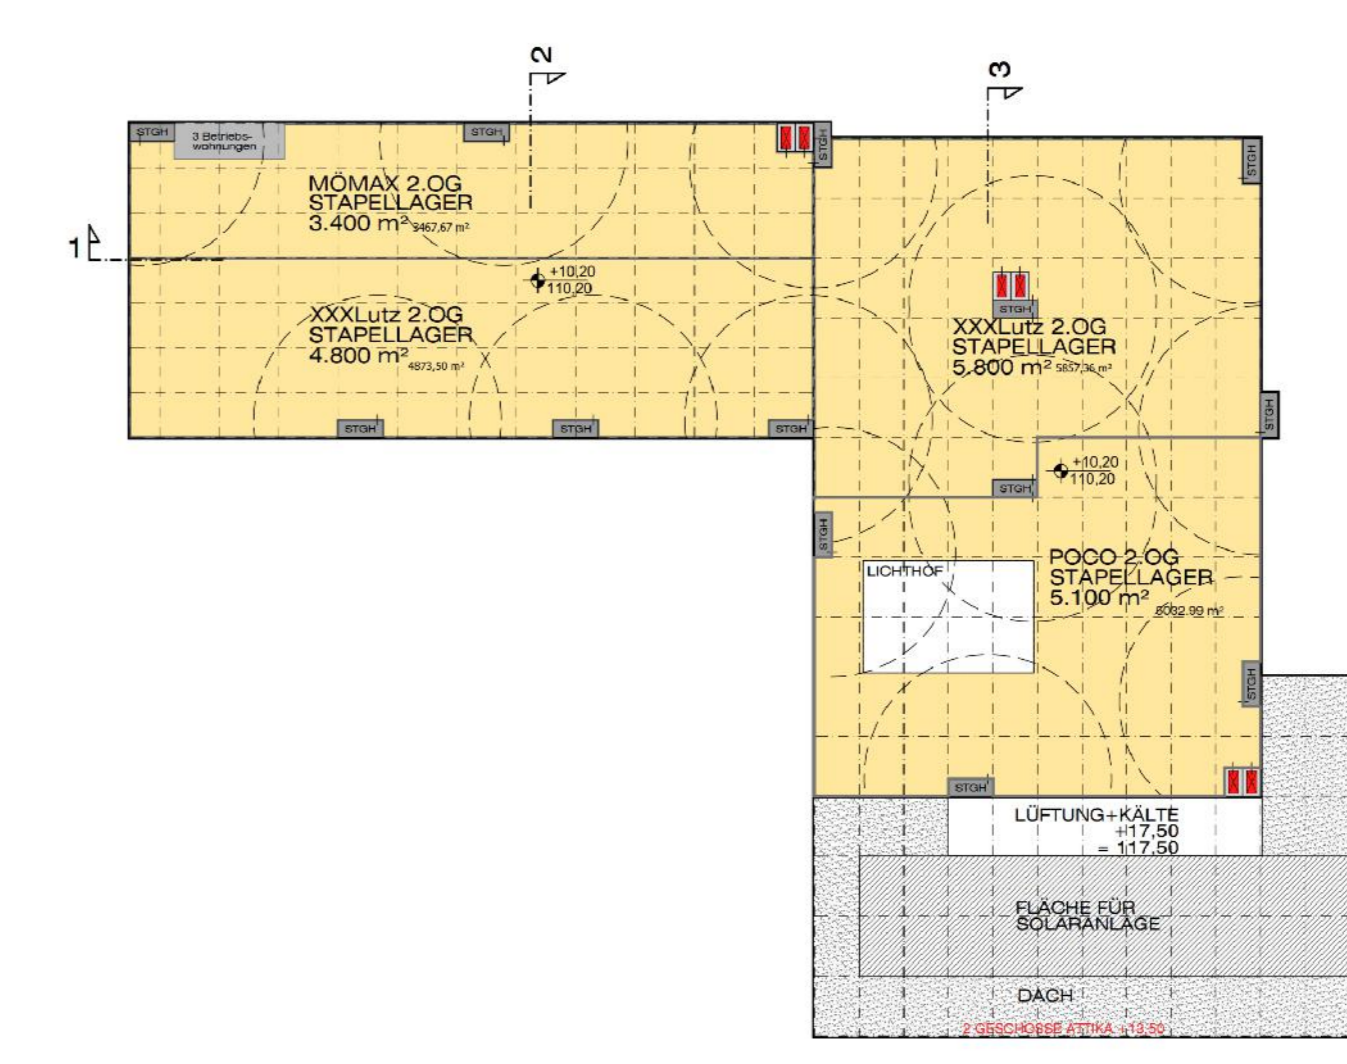 2
3
STGH
3 Betriebs-
wohnungen
STGH
STGH
STGH
MÖMAX 2.OG
STAPELLAGER
3.400 m² 3467,67 m²
1
+10,20
110,20
XXXLutz 2.OG
STAPELLAGER
4.800 m² 4873,50 m²
STGH
STGH
STGH
STGH
XXXLutz 2.OG
STAPELLAGER
5.800 m² 5857,36 m²
STGH
+10,20
110,20
STGH
STGH
LICHTHOF
POCO 2.OG
STAPELLAGER
5.100 m² 5032.99 m²
STGH
STGH
LÜFTUNG+KÄLTE
+17,50
= 117,50
FLÄCHE FÜR
SOLARANLAGE
DACH
2 GESCHOSSE ATTIKA +13,50